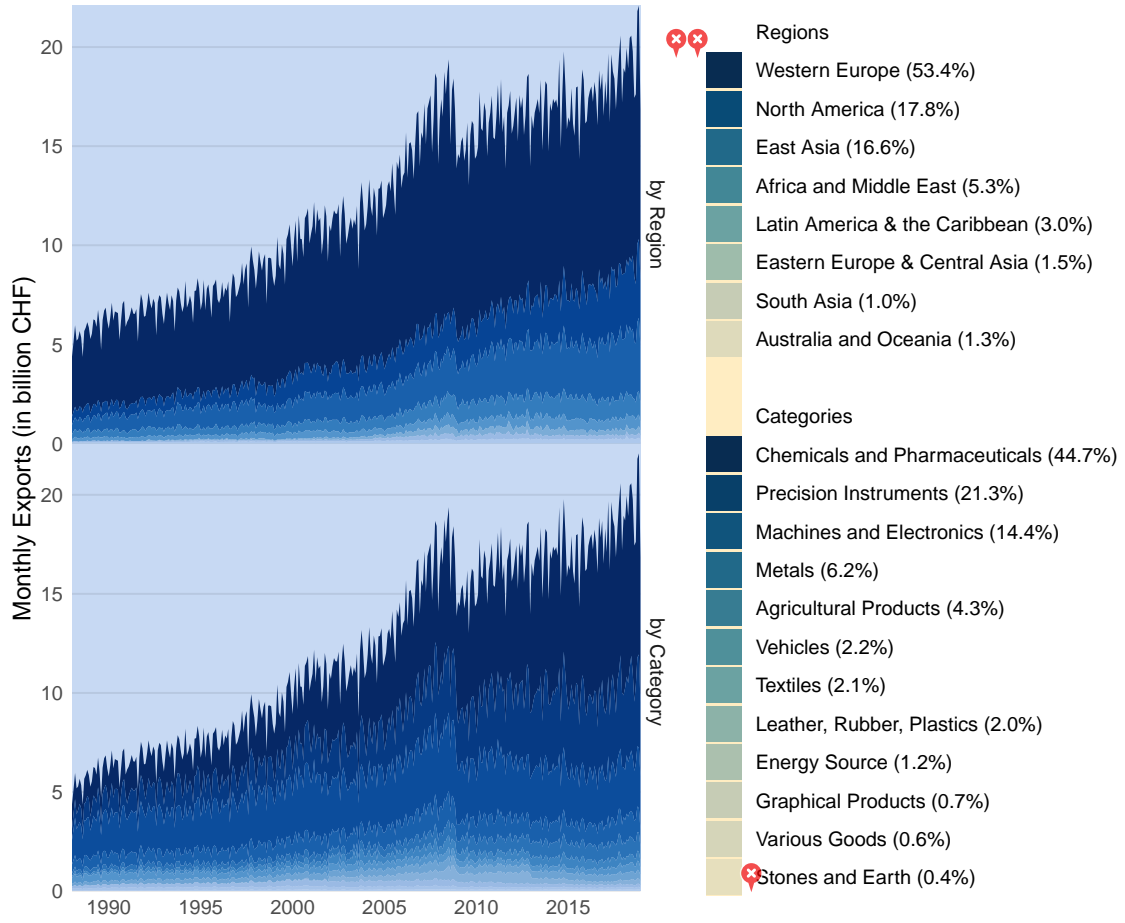 Monthly Exports (in billion CHF)
20
15
10
5
0
by Region
20
15
10
5
0
by Category
1990
1995
2000
2005
2010
2015
Regions
Western Europe (53.4%)
North America (17.8%)
East Asia (16.6%)
Africa and Middle East (5.3%)
Latin America & the Caribbean (3.0%)
Eastern Europe & Central Asia (1.5%)
South Asia (1.0%)
Australia and Oceania (1.3%)
Categories
Chemicals and Pharmaceuticals (44.7%)
Precision Instruments (21.3%)
Machines and Electronics (14.4%)
Metals (6.2%)
Agricultural Products (4.3%)
Vehicles (2.2%)
Textiles (2.1%)
Leather, Rubber, Plastics (2.0%)
Energy Source (1.2%)
Graphical Products (0.7%)
Various Goods (0.6%)
Stones and Earth (0.4%)